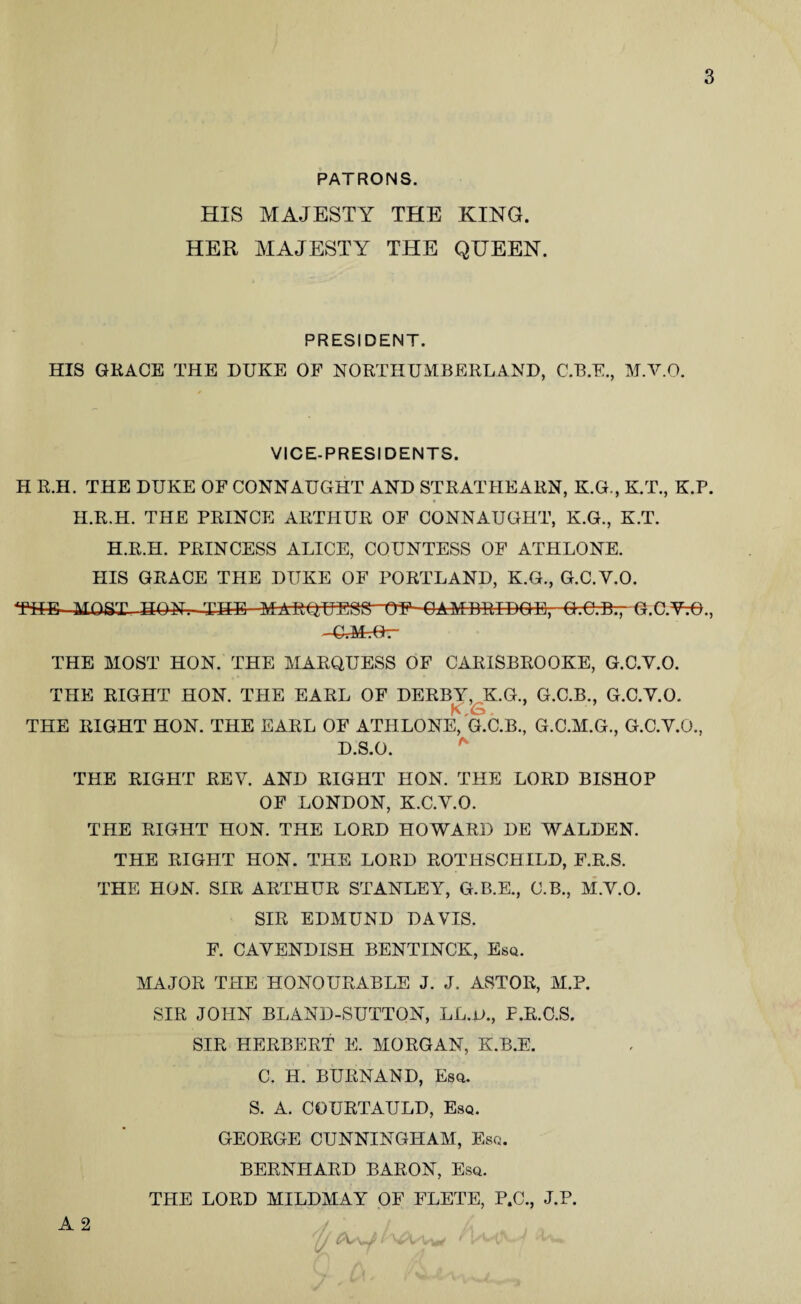 3
PATRONS.
HIS MAJESTY THE KING.
HER MAJESTY THE QUEEN.
PRESIDENT.
HIS GRACE THE DUKE OF NORTHUMBERLAND, C.B.E., M.V.O.
VICE-PRESIDENTS.
H R.H. THE DUKE OF CONNAUGHT AND STRATHEARN, K.G., K.T., K.P.
H.R.H. THE PRINCE ARTHUR OF CONNAUGHT, K.G., K.T.
H.R.H. PRINCESS ALICE, COUNTESS OF ATHLONE.
HIS GRACE THE DUKE OF PORTLAND, K.G., G.C.V.O.
THE MOST HON. THE MARQUESS OF CAMBRIDGE, G.C.B., G.C.V.O.,
C.M.G.
THE MOST HON. THE MARQUESS OF CARISBROOKE, G.C.V.O.
THE RIGHT HON. THE EARL OF DERBY, K.G., G.C.B., G.C.V.O.
K.G.
THE RIGHT HON. THE EARL OF ATHLONE, G.C.B., G.C.M.G., G.C.V.O.,
D.S.O.
THE RIGHT REV. AND RIGHT HON. THE LORD BISHOP
OF LONDON, K.C.V.O.
THE RIGHT HON. THE LORD HOWARD DE WALDEN.
THE RIGHT HON. THE LORD ROTHSCHILD, F.R.S.
THE HON. SIR ARTHUR STANLEY, G.B.E., C.B., M.V.O.
SIR EDMUND DAVIS.
F. CAVENDISH BENTINCK, Esq.
MAJOR THE HONOURABLE J. J. ASTOR, M.P.
SIR JOHN BLAND-SUTTON, LL.D., F.R.C.S.
SIR HERBERT E. MORGAN, K.B.E.
C. H. BURNAND, Esq.
S. A. COURTAULD, Esq.
GEORGE CUNNINGHAM, Esq.
BERNHARD BARON, Esq.
THE LORD MILDMAY OF FLETE, P.C., J.P.
A 2